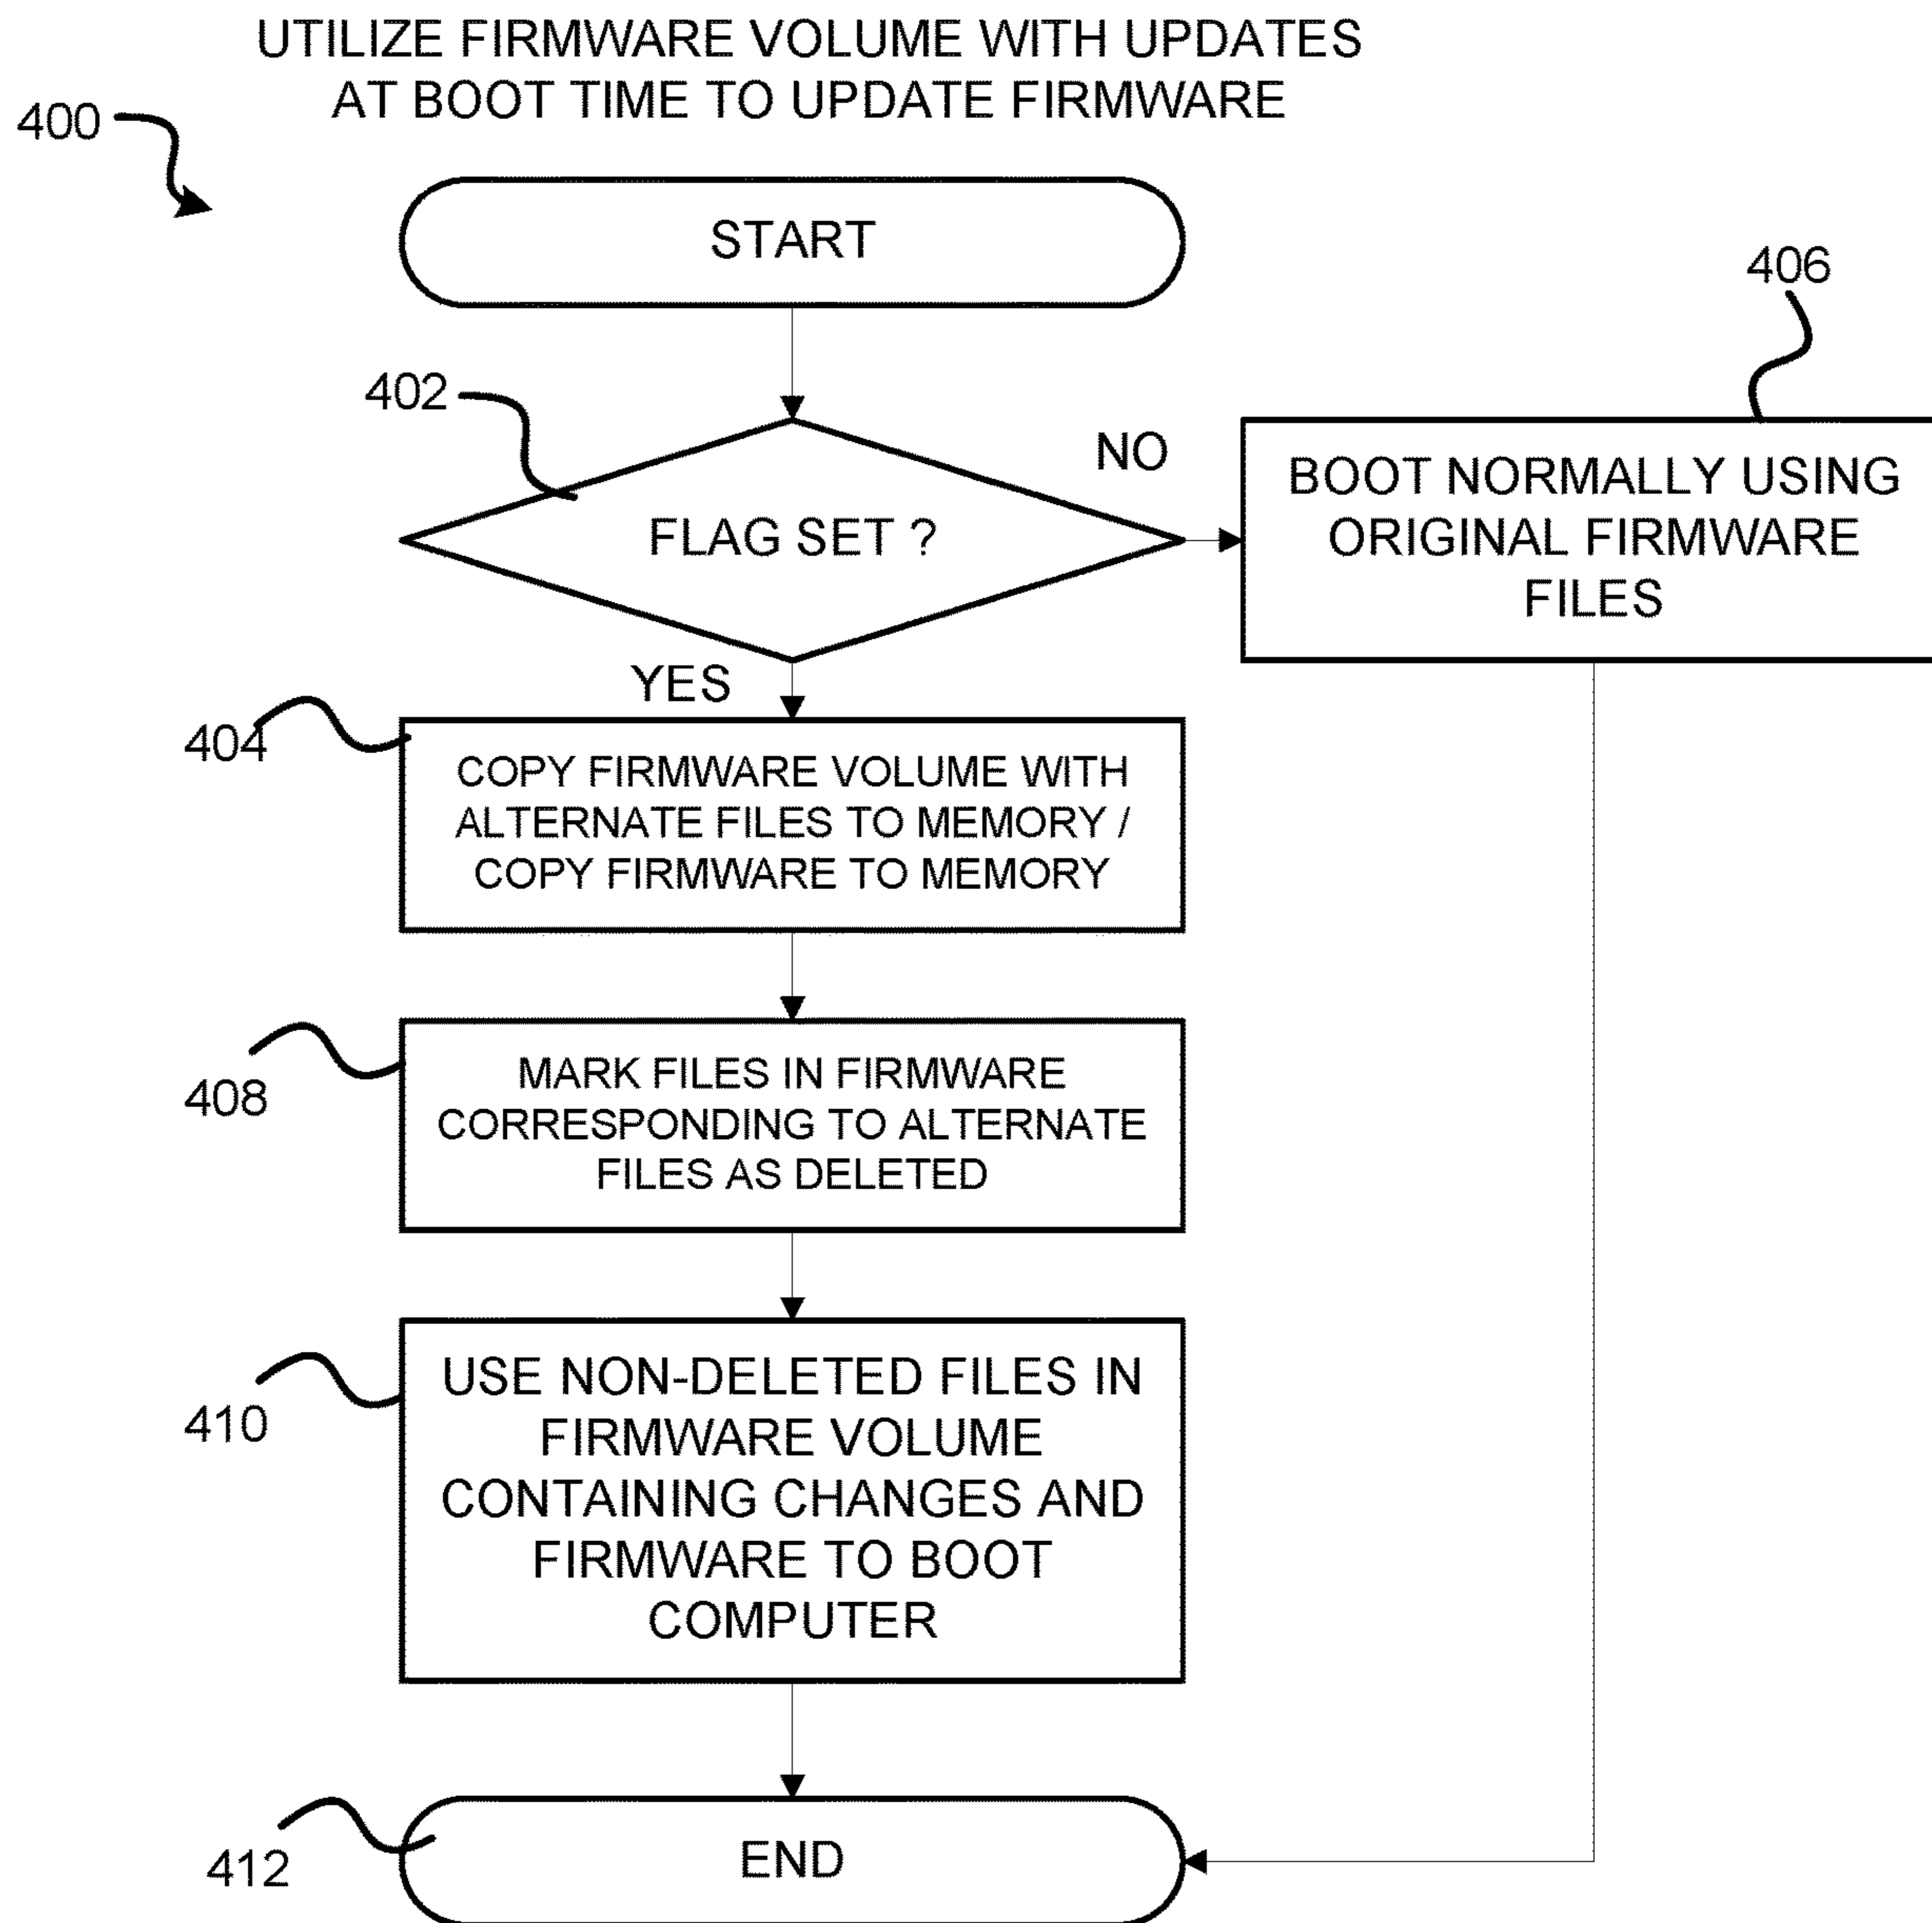 UTILIZE FIRMWARE VOLUME WITH UPDATES
AT BOOT TIME TO UPDATE FIRMWARE
400
START
406
402
NO
FLAG SET ?
BOOT NORMALLY USING
ORIGINAL FIRMWARE
FILES
YES
404
COPY FIRMWARE VOLUME WITH
ALTERNATE FILES TO MEMORY /
COPY FIRMWARE TO MEMORY
408
MARK FILES IN FIRMWARE
CORRESPONDING TO ALTERNATE
FILES AS DELETED
410
USE NON-DELETED FILES IN
FIRMWARE VOLUME
CONTAINING CHANGES AND
FIRMWARE TO BOOT
COMPUTER
412
END